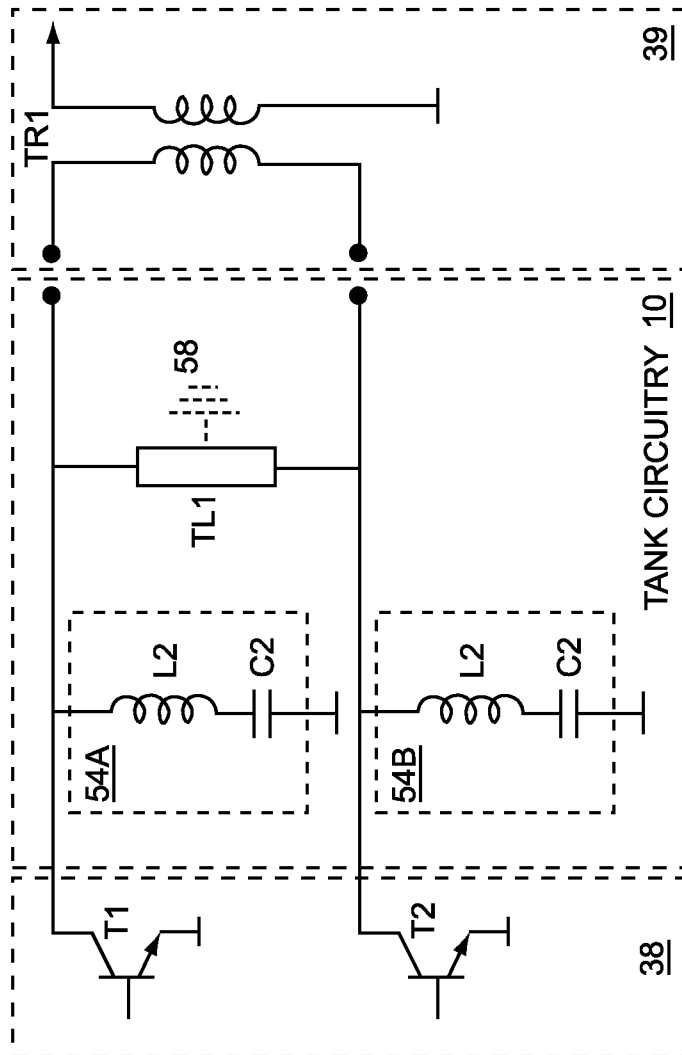 TR1
39
58
TL1
TANK CIRCUITRY 10
L2
C2
54A
L2
C2
54B
T1
T2
38